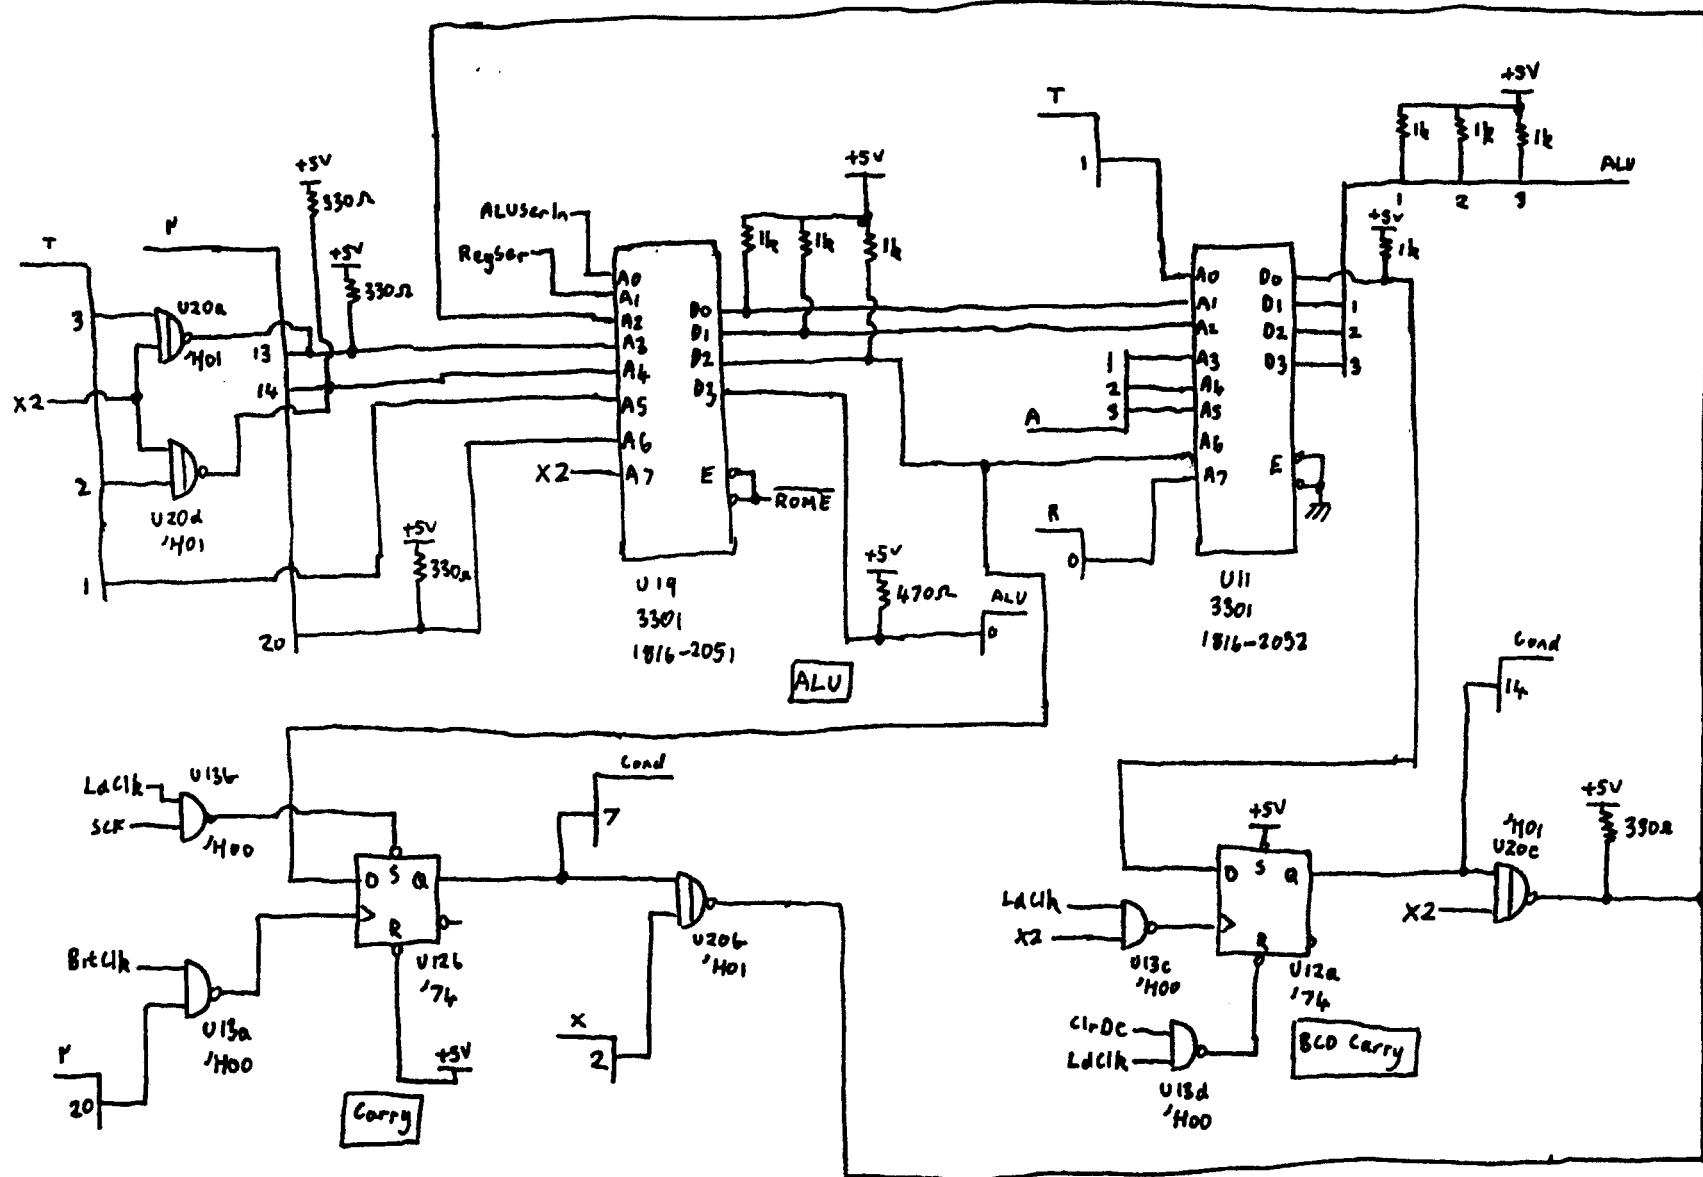 T
μ
+5V
330Ω
+5V
330Ω
3
U20a
'H01
13
X2
14
2
U20d
'H01
1
20
+5V
330Ω
ALUSerIn
RegSer
A0
A1
A2
A3
A4
A5
A6
X2
A7
D0
D1
D2
D3
E
ROME
U19
3301
1816-2051
+5V
1k
1k
1k
+5V
470Ω
ALU
0
ALU
T
1
A0
A1
A2
1
A3
2
A4
3
A5
A
A6
A7
R
0
D0
D1
1
D2
2
D3
3
E
U11
3301
1816-2052
+5V
1k
1k
1k
1
2
3
ALU
+5V
1k
LdClk
SCK
U13b
'H00
BitClk
U13a
'H00
20
D
S
Q
R
U12b
'74
+5V
Carry
Cond
7
U20b
'H01
X
2
LdClk
X2
U13c
'H00
ClrDC
LdClk
U13d
'H00
+5V
D
S
Q
R
U12a
'74
BCD Carry
Cond
14
'H01
U20c
X2
+5V
330Ω